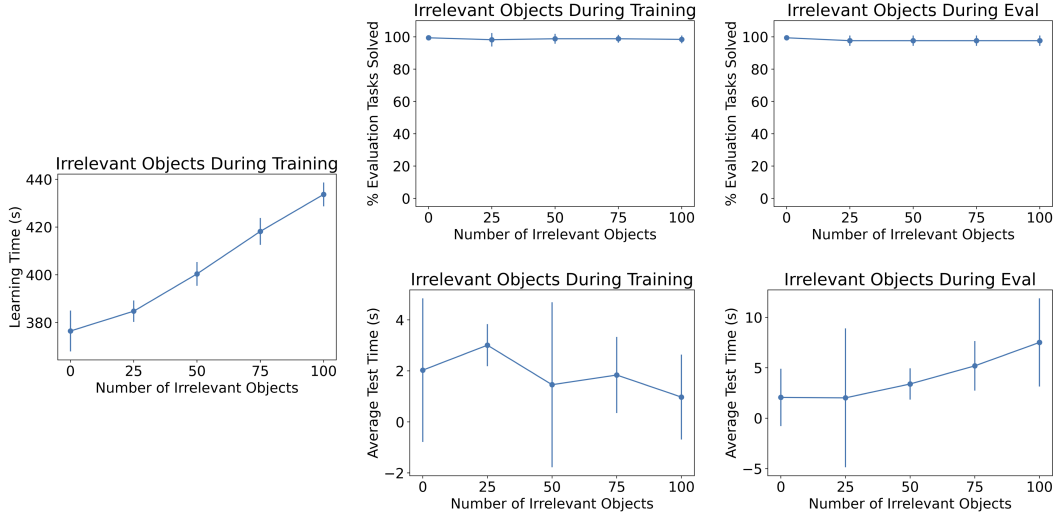 Irrelevant Objects During Training
Learning Time (s)
440
420
400
380
0 25 50 75 100
Number of Irrelevant Objects
Irrelevant Objects During Training
% Evaluation Tasks Solved
100
80
60
40
20
0
0 25 50 75 100
Number of Irrelevant Objects
Irrelevant Objects During Eval
% Evaluation Tasks Solved
100
80
60
40
20
0
0 25 50 75 100
Number of Irrelevant Objects
Irrelevant Objects During Training
Average Test Time (s)
4
2
0
−2
0 25 50 75 100
Number of Irrelevant Objects
Irrelevant Objects During Eval
Average Test Time (s)
10
5
0
−5
0 25 50 75 100
Number of Irrelevant Objects